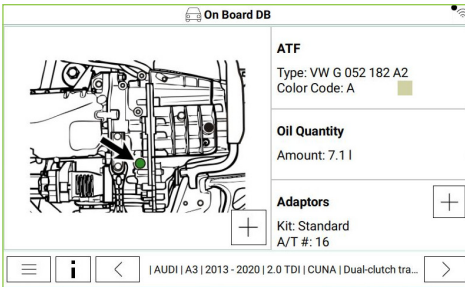 On Board DB
ATF
Type: VW G 052 182 A2
Color Code: A
Oil Quantity
Amount: 7.1 l
Adaptors
Kit: Standard
A/T #: 16
| AUDI | A3 | 2013 - 2020 | 2.0 TDI | CUNA | Dual-clutch tra...